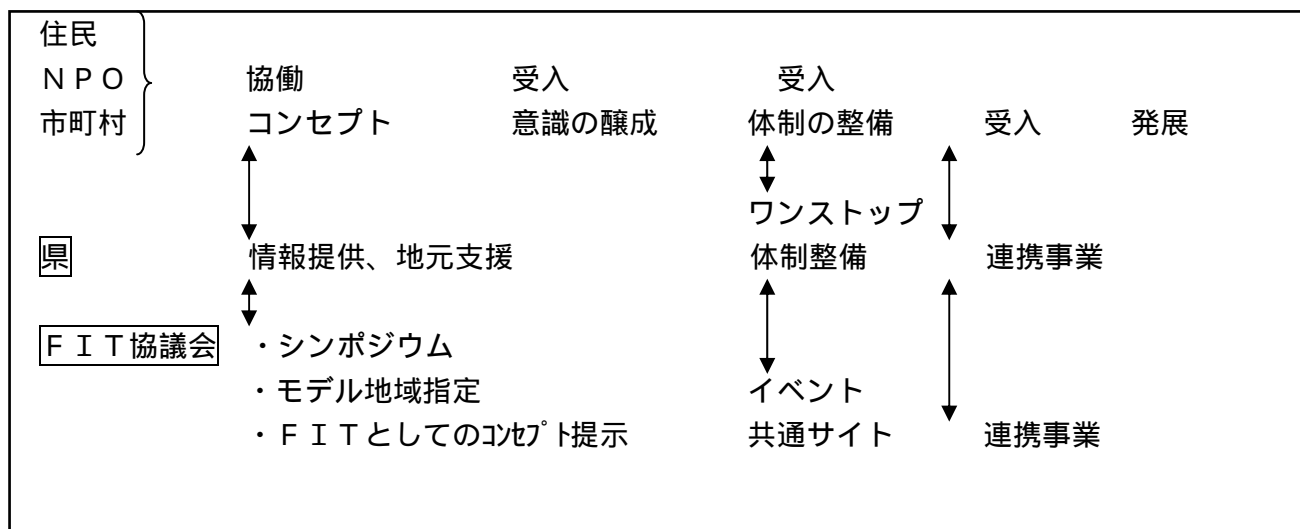 住民
ＮＰＯ 協働 受入 受入
市町村 コンセプト 意識の醸成 体制の整備 受入 発展
ワンストップ
県 情報提供、地元支援 体制整備 連携事業
ＦＩＴ協議会 ・シンポジウム
・モデル地域指定 イベント
・ＦＩＴとしてのｺﾝｾﾌﾟﾄ提示 共通サイト 連携事業